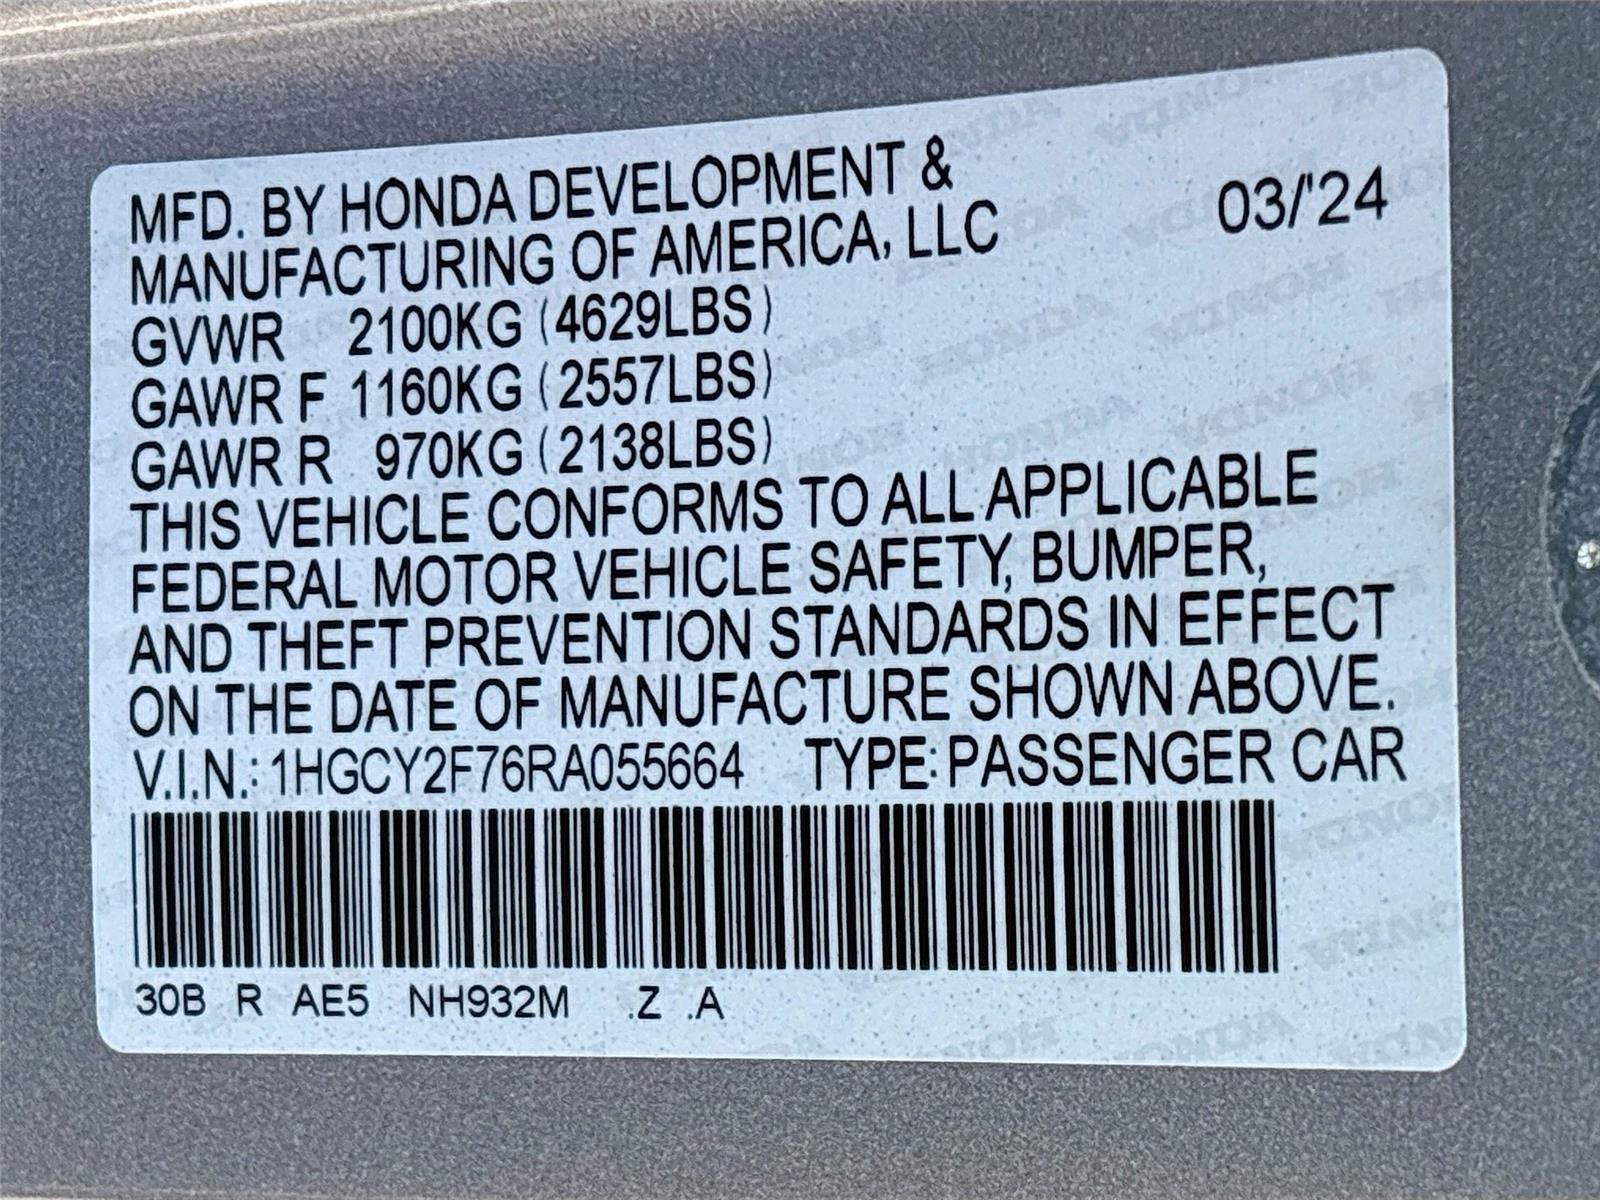 MFD. BY HONDA DEVELOPMENT &
MANUFACTURING OF AMERICA, LLC
03/'24
GVWR 2100KG (4629LBS)
GAWR F 1160KG (2557LBS)
GAWR R 970KG (2138LBS)
THIS VEHICLE CONFORMS TO ALL APPLICABLE
FEDERAL MOTOR VEHICLE SAFETY, BUMPER,
AND THEFT PREVENTION STANDARDS IN EFFECT
ON THE DATE OF MANUFACTURE SHOWN ABOVE.
V.I.N.: 1HGCY2F76RA055664 TYPE: PASSENGER CAR
30B R AE5 NH932M .Z .A